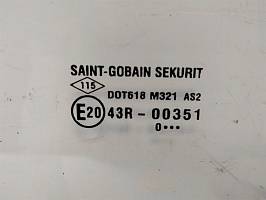 SAINT-GOBAIN SEKURIT
115 DOT618 M321 AS2
E20 43R - 00351
0•••